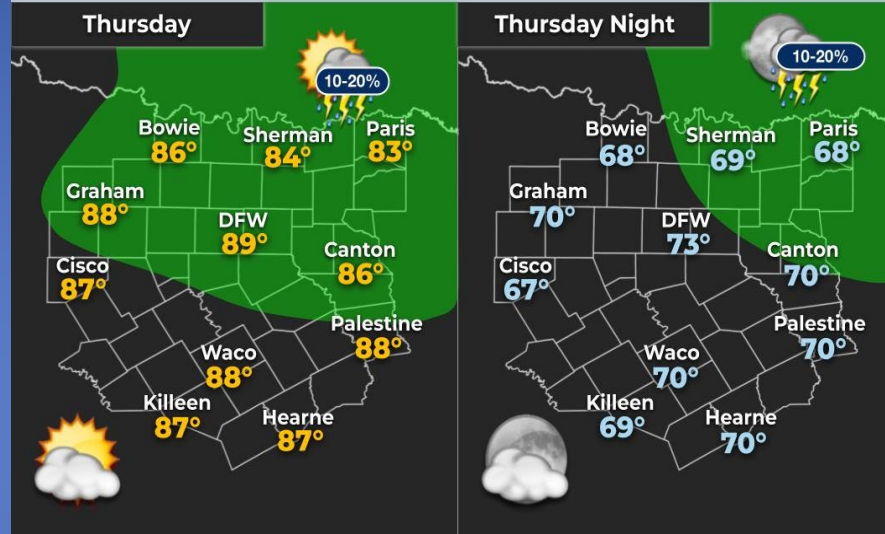 Thursday
10-20%
Bowie
86°
Sherman
84°
Paris
83°
Graham
88°
DFW
89°
Canton
86°
Cisco
87°
Palestine
88°
Waco
88°
Killeen
87°
Hearne
87°
Thursday Night
10-20%
Bowie
68°
Sherman
69°
Paris
68°
Graham
70°
DFW
73°
Canton
70°
Cisco
67°
Palestine
70°
Waco
70°
Killeen
69°
Hearne
70°